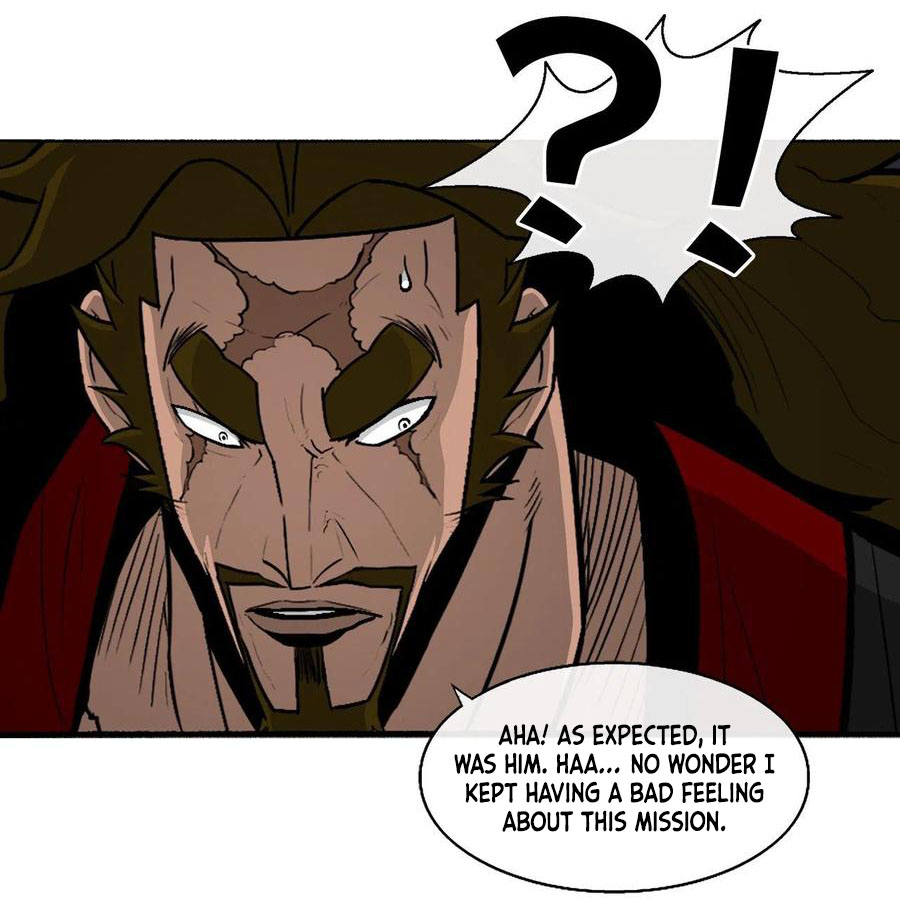 ?!
AHA! AS EXPECTED, IT
WAS HIM. HAA... NO WONDER I
KEPT HAVING A BAD FEELING
ABOUT THIS MISSION.